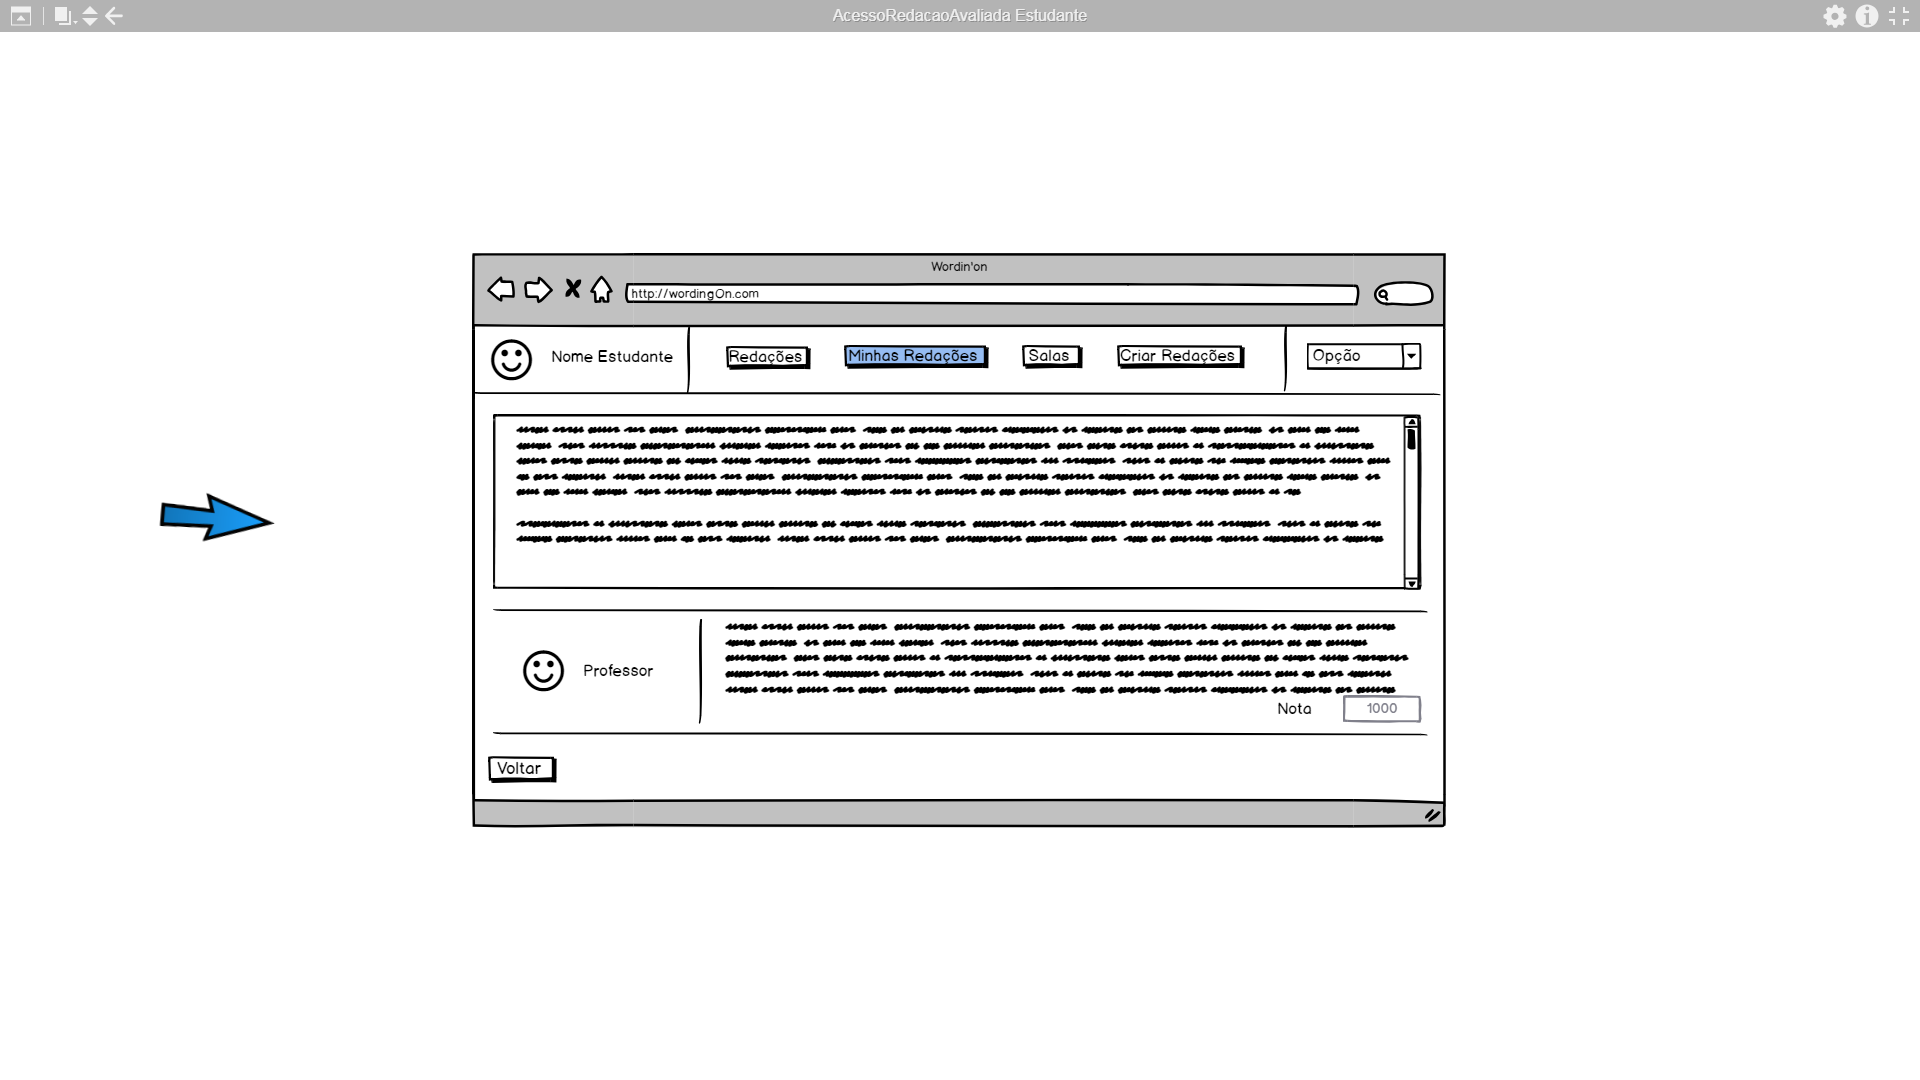 AcessoRedacaoAvaliada Estudante
Wordin'on
http://wordingOn.com
Nome Estudante
Redações
Minhas Redações
Salas
Criar Redações
Opção
Professor
Nota
1000
Voltar